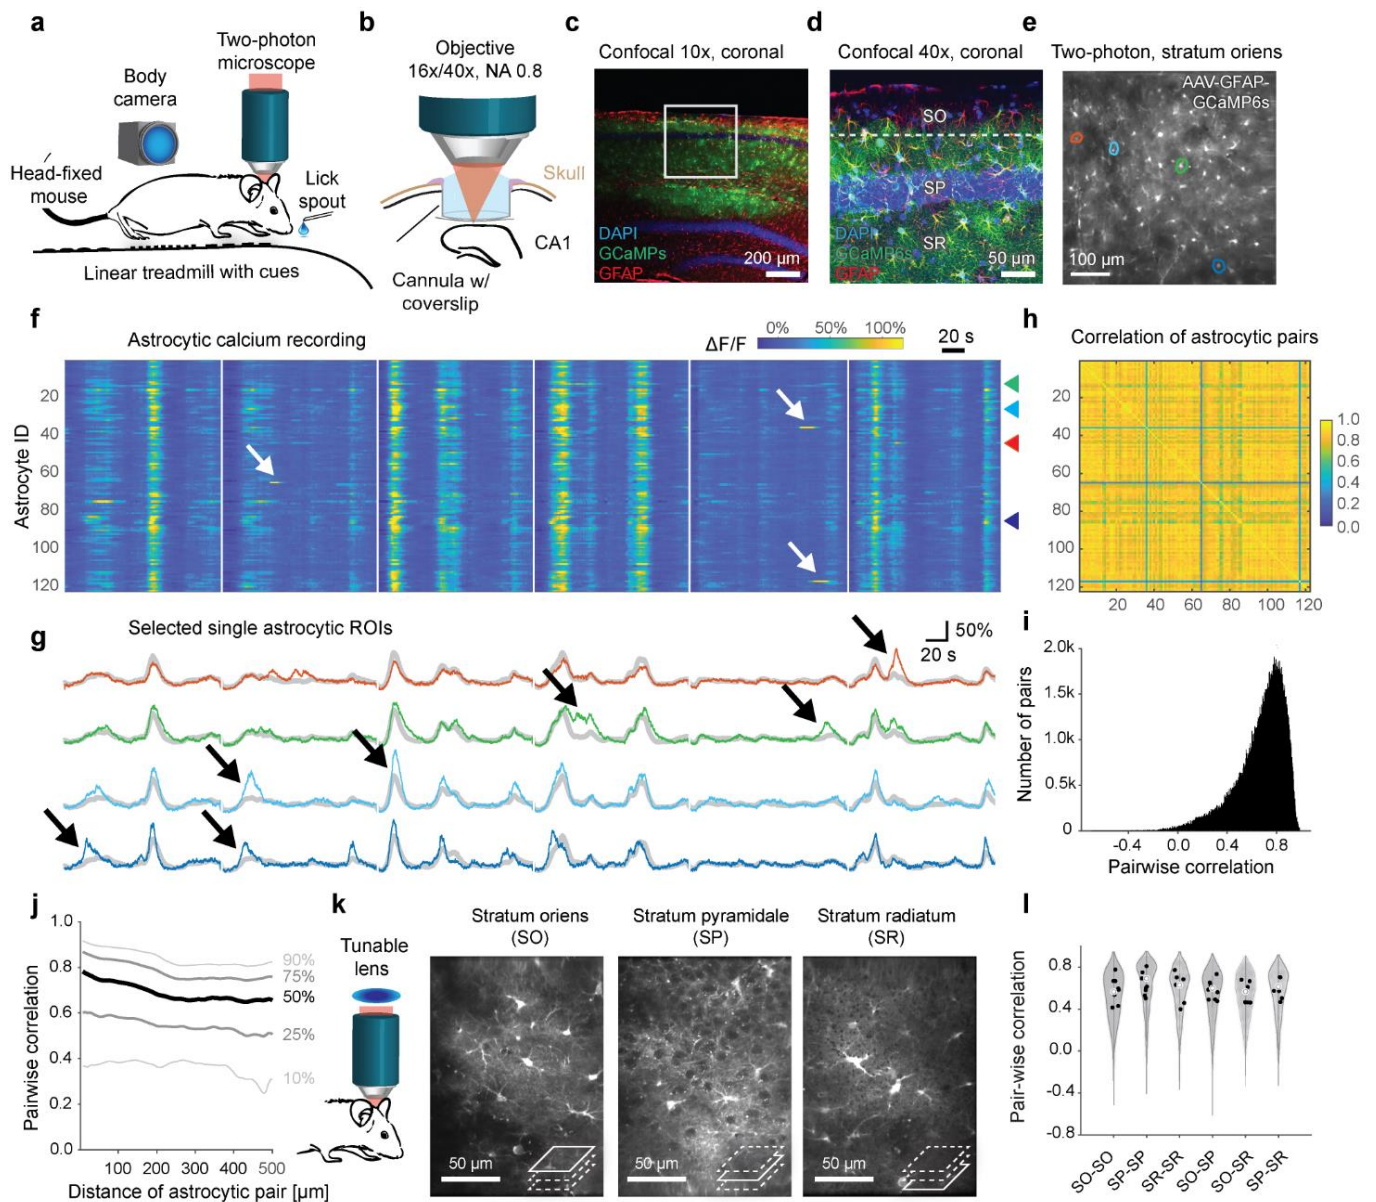 a
Two-photon
microscope
Body
camera
Head-fixed
mouse
Lick
spout
Linear treadmill with cues
b
Objective
16x/40x, NA 0.8
Skull
CA1
Cannula w/
coverslip
c
Confocal 10x, coronal
DAPI
GCaMPs
GFAP
200 µm
d
Confocal 40x, coronal
SO
SP
SR
DAPI
GCaMP6s
GFAP
50 µm
e
Two-photon, stratum oriens
AAV-GFAP-
GCaMP6s
100 µm
f
Astrocytic calcium recording
ΔF/F
0% 50% 100%
20 s
Astrocyte ID
20
40
60
80
100
120
g
Selected single astrocytic ROIs
50%
20 s
h
Correlation of astrocytic pairs
20
40
60
80
100
120
20 40 60 80 100 120
1.0
0.8
0.6
0.4
0.2
0.0
i
Number of pairs
2.0k
1.5k
1.0k
0.5k
0
-0.4 0.0 0.4 0.8
Pairwise correlation
j
Pairwise correlation
1.0
0.8
0.6
0.4
0.2
0.0
90%
75%
50%
25%
10%
100 200 300 400 500
Distance of astrocytic pair [µm]
k
Tunable
lens
Stratum oriens
(SO)
50 µm
Stratum pyramidale
(SP)
50 µm
Stratum radiatum
(SR)
50 µm
l
Pair-wise correlation
0.8
0.4
0.0
-0.4
-0.8
SO-SO
SP-SP
SR-SR
SO-SP
SO-SR
SP-SR